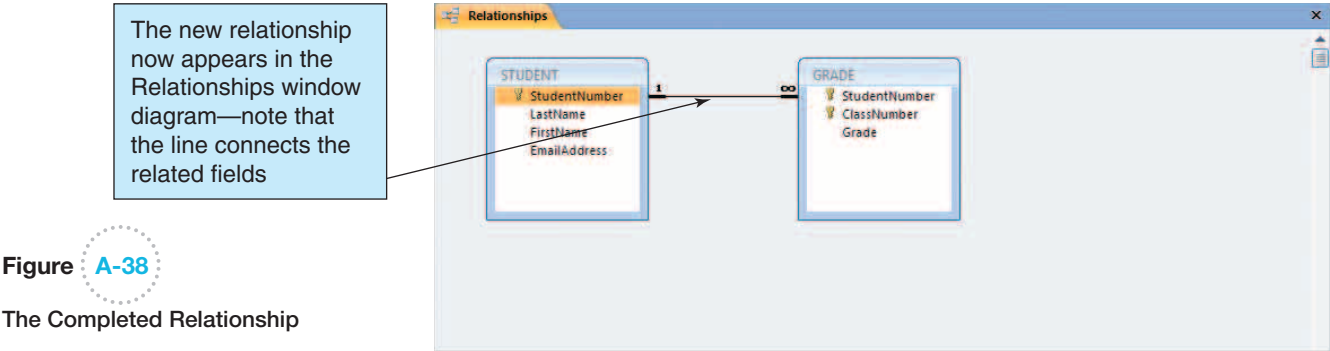 The new relationship
now appears in the
Relationships window
diagram—note that
the line connects the
related fields
Relationships
STUDENT
StudentNumber
LastName
FirstName
EmailAddress
1
∞
GRADE
StudentNumber
ClassNumber
Grade
Figure A-38
The Completed Relationship